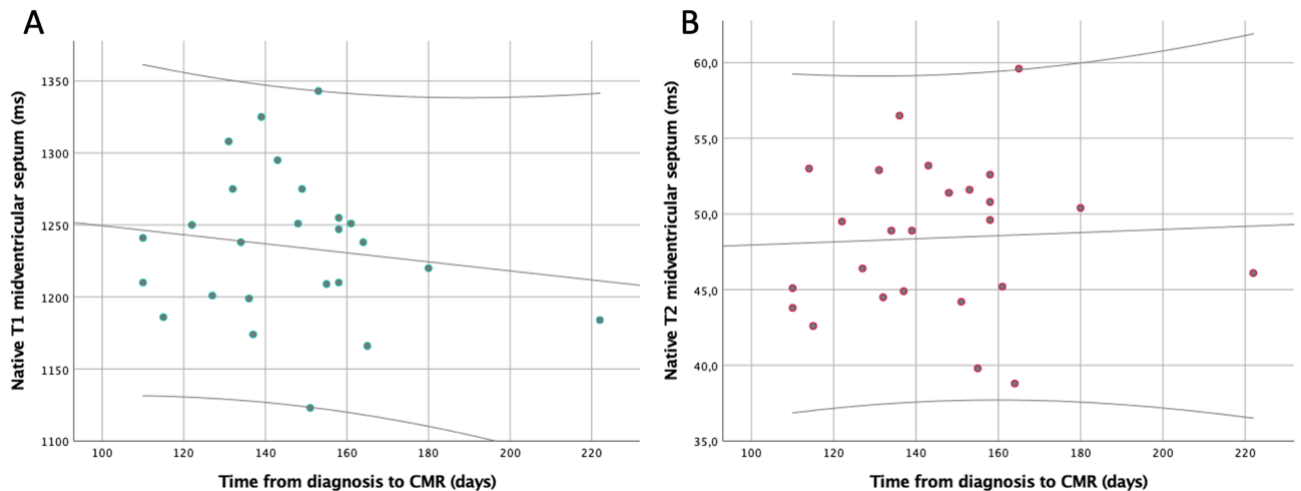 A
Native T1 midventricular septum (ms)
1350
1300
1250
1200
1150
1100
100 120 140 160 180 200 220
Time from diagnosis to CMR (days)
B
Native T2 midventricular septum (ms)
60,0
55,0
50,0
45,0
40,0
35,0
100 120 140 160 180 200 220
Time from diagnosis to CMR (days)